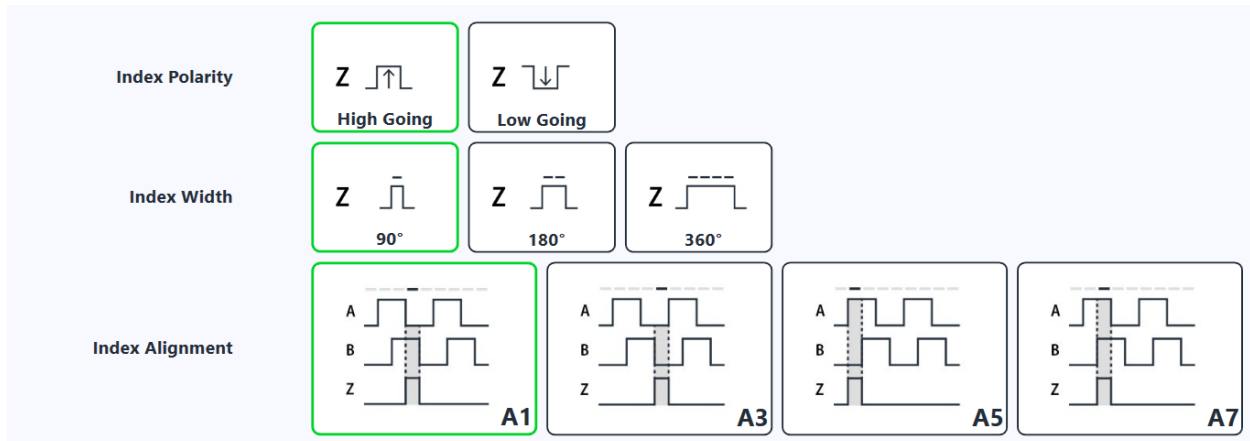 Index Polarity
Z
High Going
Z
Low Going
Index Width
Z
90°
Z
180°
Z
360°
Index Alignment
A
B
Z
A1
A
B
Z
A3
A
B
Z
A5
A
B
Z
A7